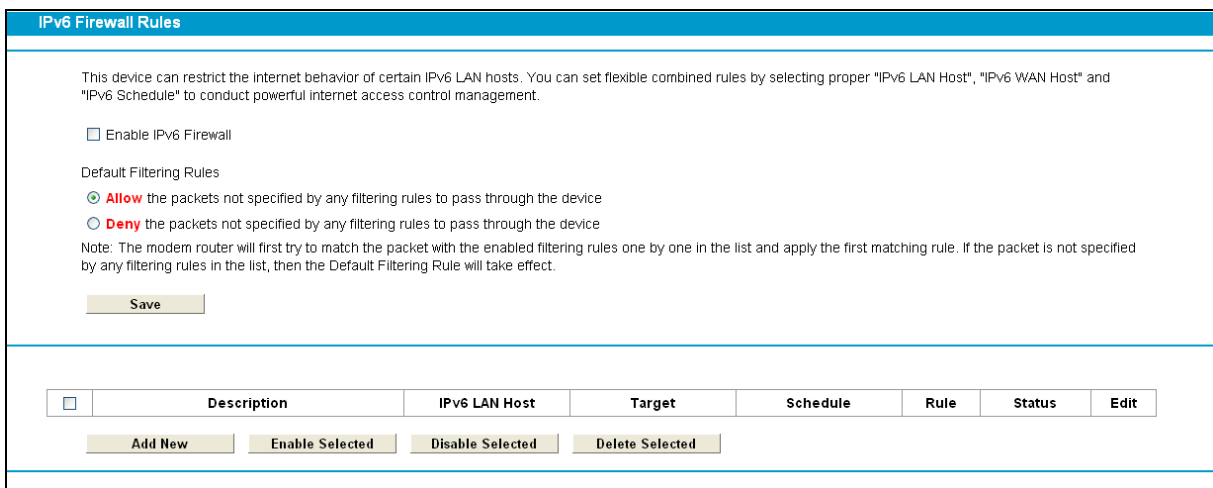 IPv6 Firewall Rules
This device can restrict the internet behavior of certain IPv6 LAN hosts. You can set flexible combined rules by selecting proper "IPv6 LAN Host", "IPv6 WAN Host" and
"IPv6 Schedule" to conduct powerful internet access control management.
Enable IPv6 Firewall
Default Filtering Rules
Allow the packets not specified by any filtering rules to pass through the device
Deny the packets not specified by any filtering rules to pass through the device
Note: The modem router will first try to match the packet with the enabled filtering rules one by one in the list and apply the first matching rule. If the packet is not specified
by any filtering rules in the list, then the Default Filtering Rule will take effect.
Save
Description IPv6 LAN Host Target Schedule Rule Status Edit
Add New Enable Selected Disable Selected Delete Selected